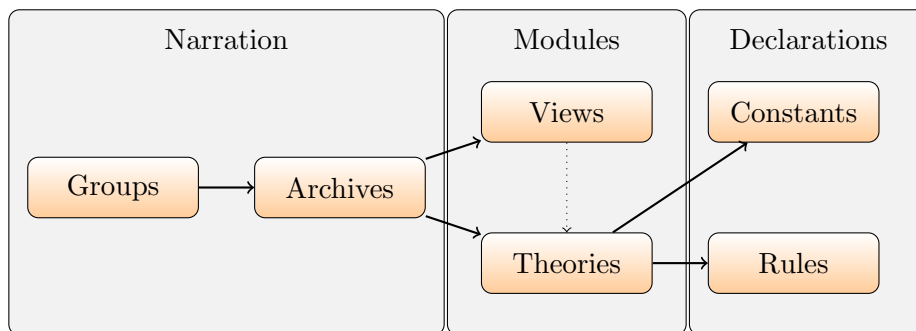 Narration
Modules
Declarations
Views
Constants
Groups
Archives
Theories
Rules